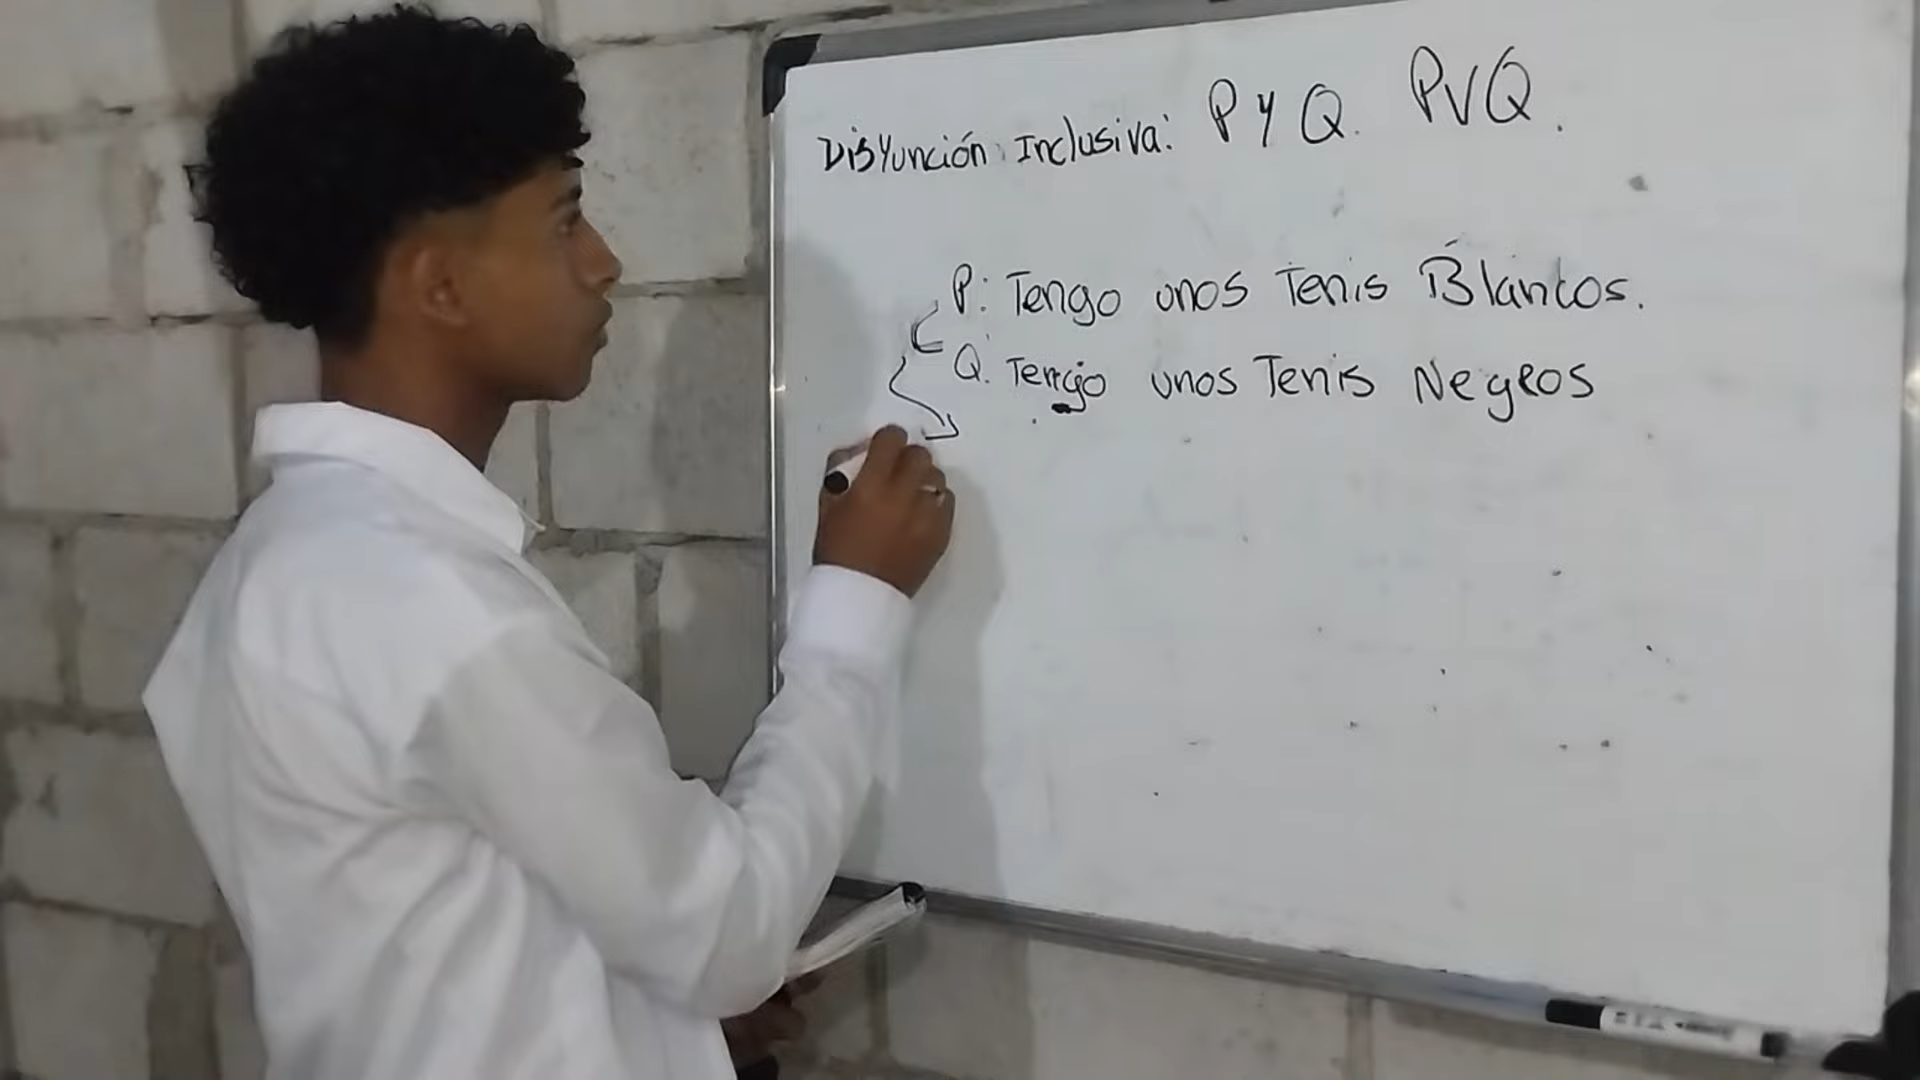 Disyunción Inclusiva: P y Q. PVQ.
P: Tengo unos Tenis Blancos.
Q: Tengo unos Tenis Negros